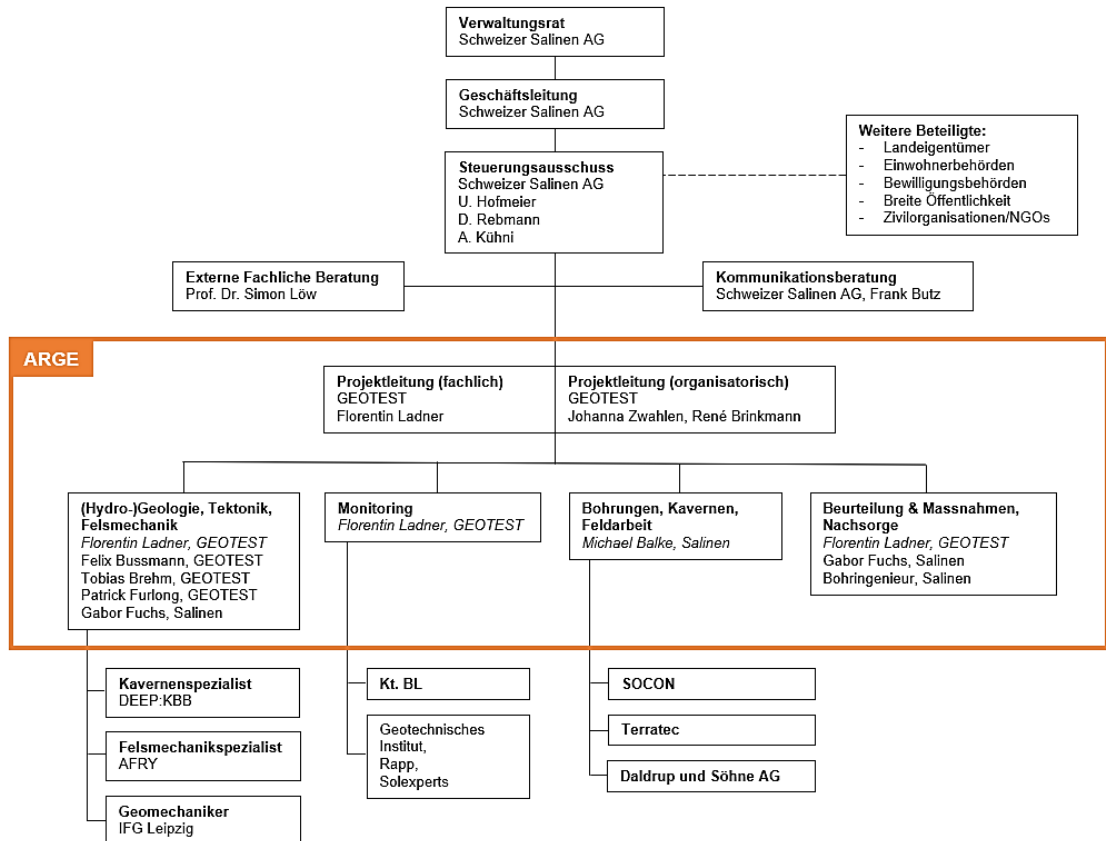 Verwaltungsrat
Schweizer Salinen AG
Geschäftsleitung
Schweizer Salinen AG
Steuerungsausschuss
Schweizer Salinen AG
U. Hofmeier
D. Rebmann
A. Kühni
Weitere Beteiligte:
- Landeigentümer
- Einwohnerbehörden
- Bewilligungsbehörden
- Breite Öffentlichkeit
- Zivilorganisationen/NGOs
Externe Fachliche Beratung
Prof. Dr. Simon Löw
Kommunikationsberatung
Schweizer Salinen AG, Frank Butz
ARGE
Projektleitung (fachlich)
GEOTEST
Florentin Ladner
Projektleitung (organisatorisch)
GEOTEST
Johanna Zwahlen, René Brinkmann
(Hydro-)Geologie, Tektonik,
Felsmechanik
Florentin Ladner, GEOTEST
Felix Bussmann, GEOTEST
Tobias Brehm, GEOTEST
Patrick Furlong, GEOTEST
Gabor Fuchs, Salinen
Monitoring
Florentin Ladner, GEOTEST
Bohrungen, Kavernen,
Feldarbeit
Michael Balke, Salinen
Beurteilung & Massnahmen,
Nachsorge
Florentin Ladner, GEOTEST
Gabor Fuchs, Salinen
Bohringenieur, Salinen
Kavernenspezialist
DEEP.KBB
Felsmechanikspezialist
AFRY
Geomechaniker
IFG Leipzig
Kt. BL
Geotechnisches
Institut,
Rapp,
Solexperts
SOCON
Terratec
Daldrup und Söhne AG